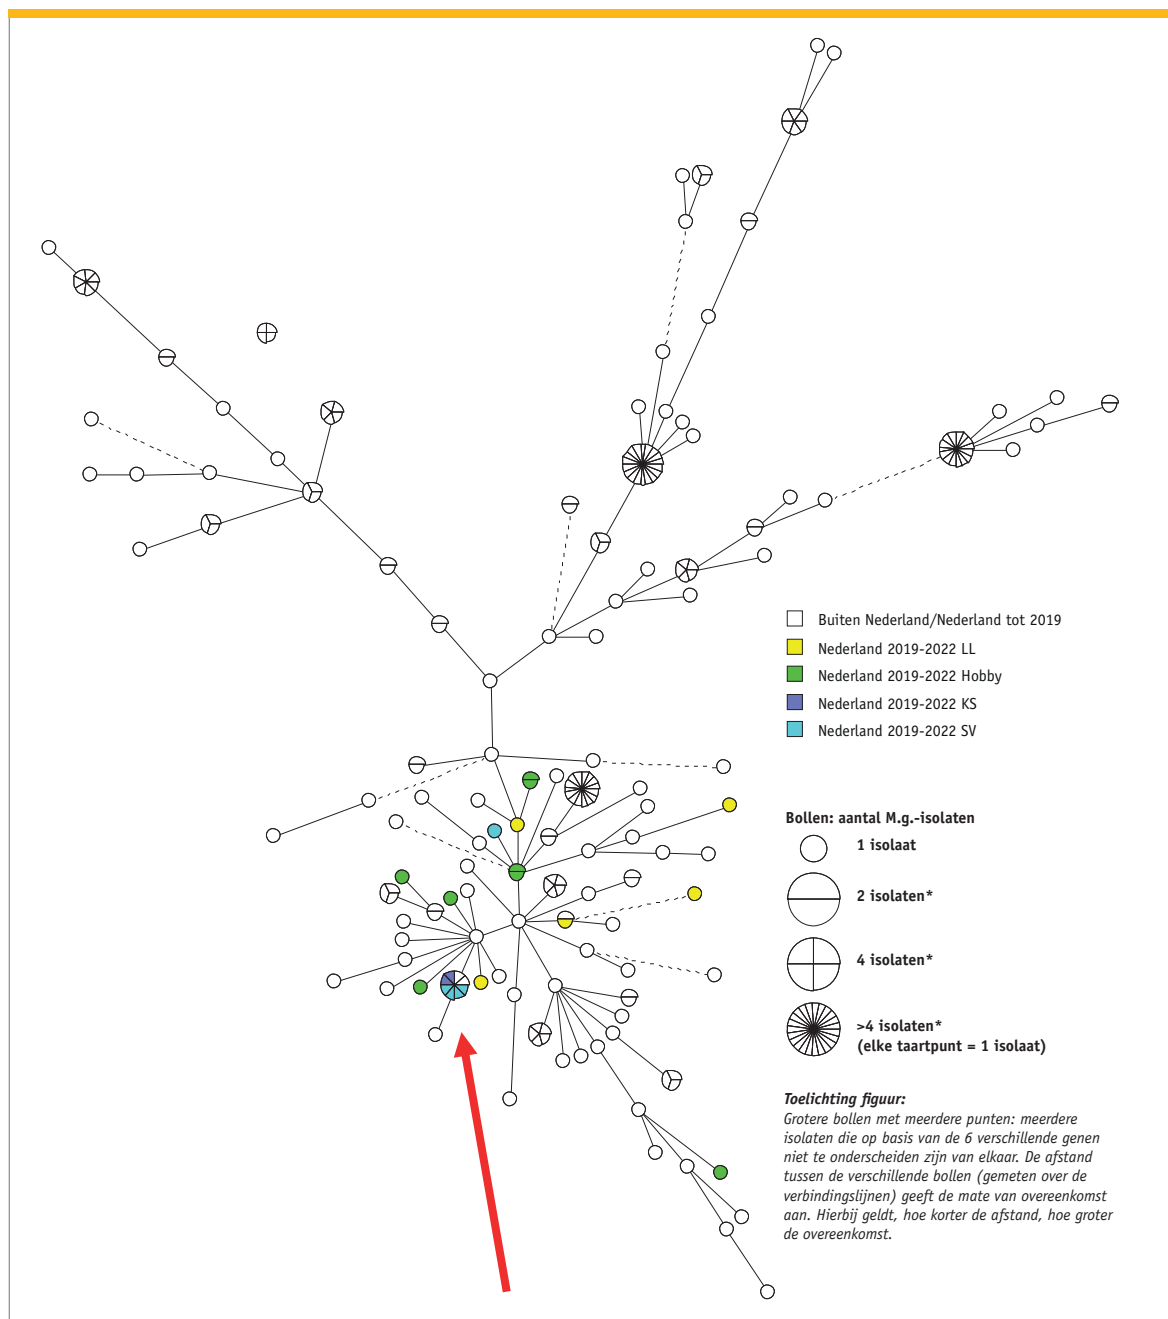 Buiten Nederland/Nederland tot 2019
Nederland 2019-2022 LL
Nederland 2019-2022 Hobby
Nederland 2019-2022 KS
Nederland 2019-2022 SV
Bollen: aantal M.g.-isolaten
1 isolaat
2 isolaten*
4 isolaten*
>4 isolaten*
(elke taartpunt = 1 isolaat)
Toelichting figuur:
Grotere bollen met meerdere punten: meerdere
isolaten die op basis van de 6 verschillende genen
niet te onderscheiden zijn van elkaar. De afstand
tussen de verschillende bollen (gemeten over de
verbindingslijnen) geeft de mate van overeenkomst
aan. Hierbij geldt, hoe korter de afstand, hoe groter
de overeenkomst.